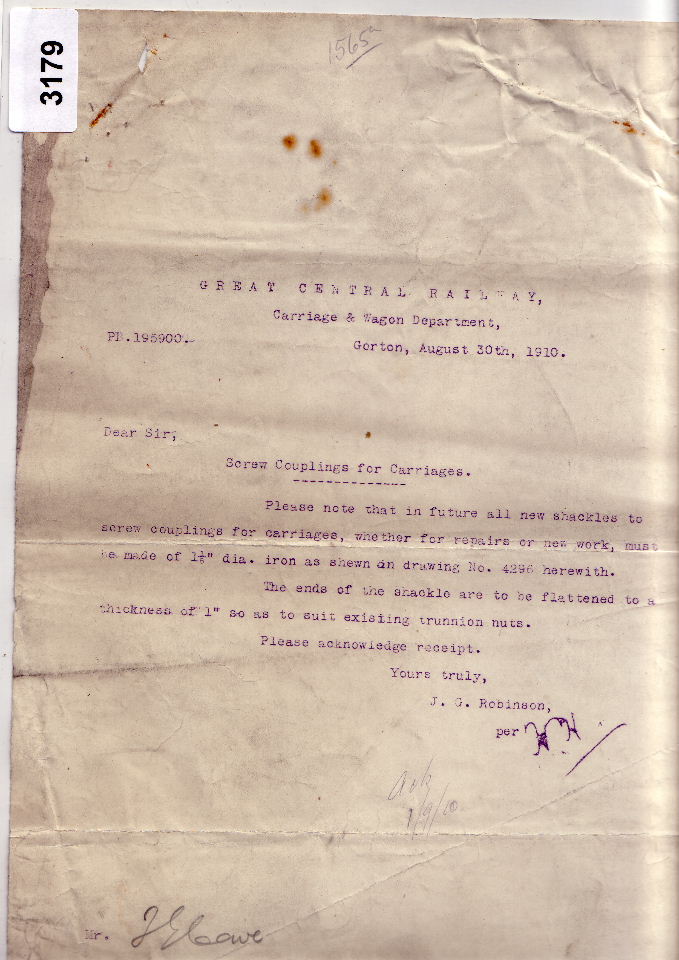 3179
1565a
GREAT CENTRAL RAILWAY,
Carriage & Wagon Department,
PB.195900.
Gorton, August 30th, 1910.
Dear Sir,
Screw Couplings for Carriages.
--------------
Please note that in future all new shackles to
screw couplings for carriages, whether for repairs or new work, must
be made of 1⅛" dia. iron as shewn on drawing No. 4296 herewith.
The ends of the shackle are to be flattened to a
thickness of 1" so as to suit existing trunnion nuts.
Please acknowledge receipt.
Yours truly,
J. G. Robinson,
per
Ack
1/9/10
Mr.